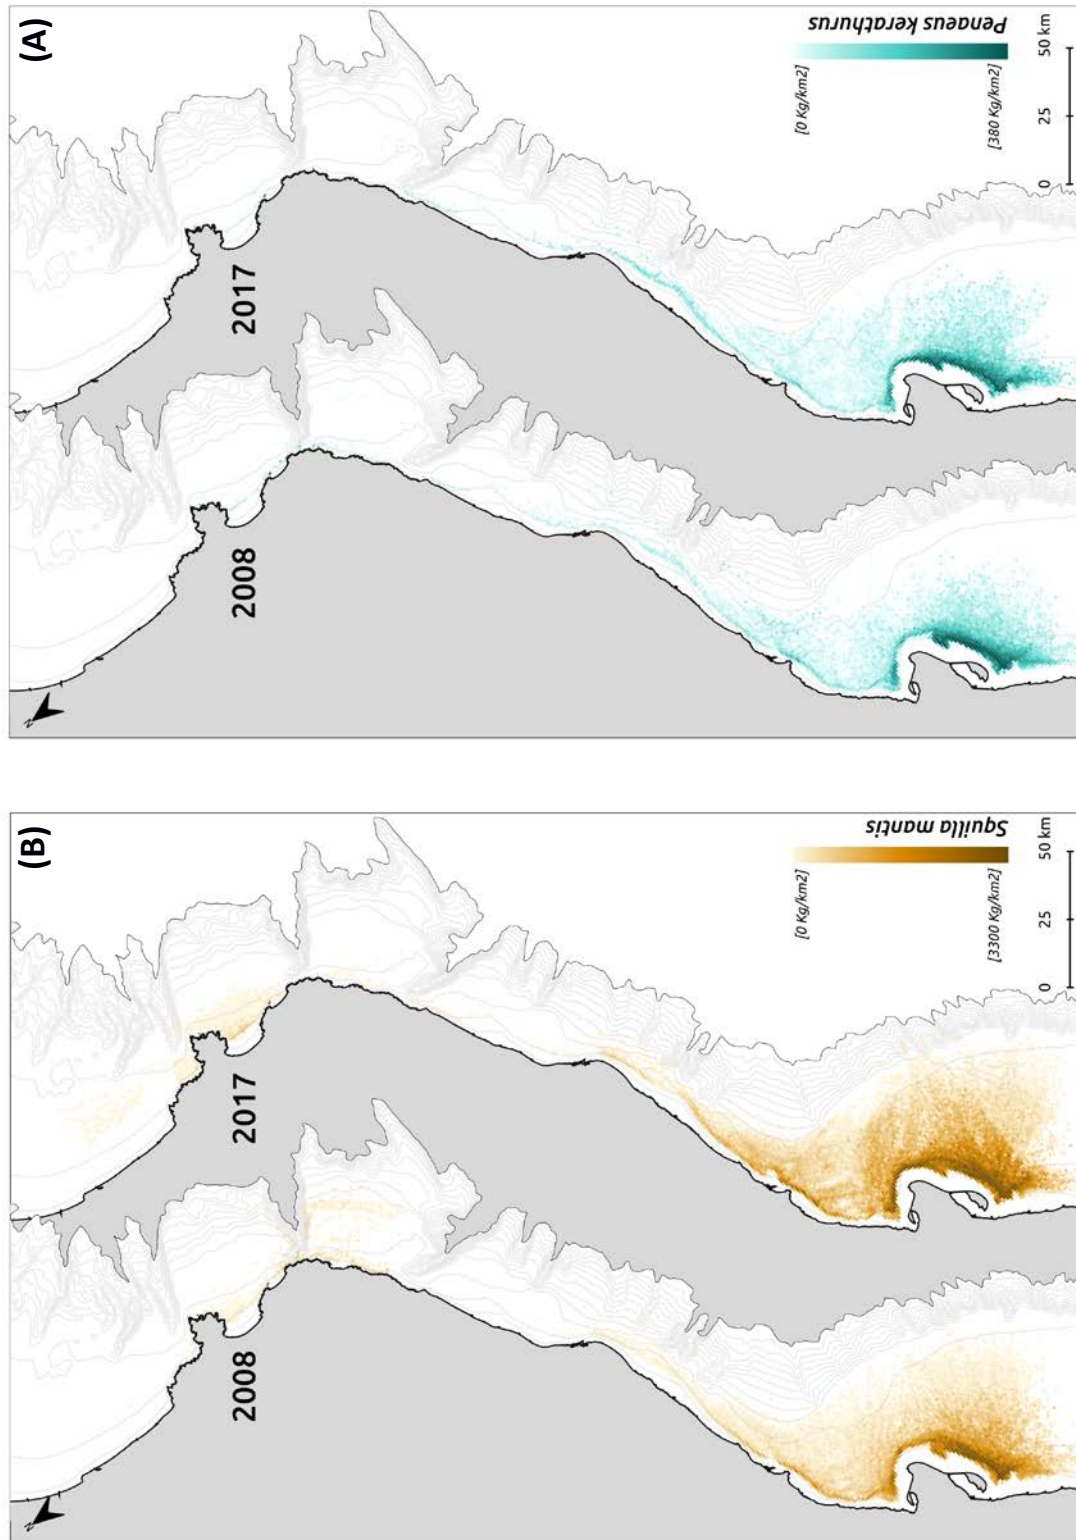 (A)
2017
2008
Penaeus kerathurus
[0 Kg/km2]
[380 Kg/km2]
0 25 50 km
N
(B)
2017
2008
Squilla mantis
[0 Kg/km2]
[3300 Kg/km2]
0 25 50 km
N